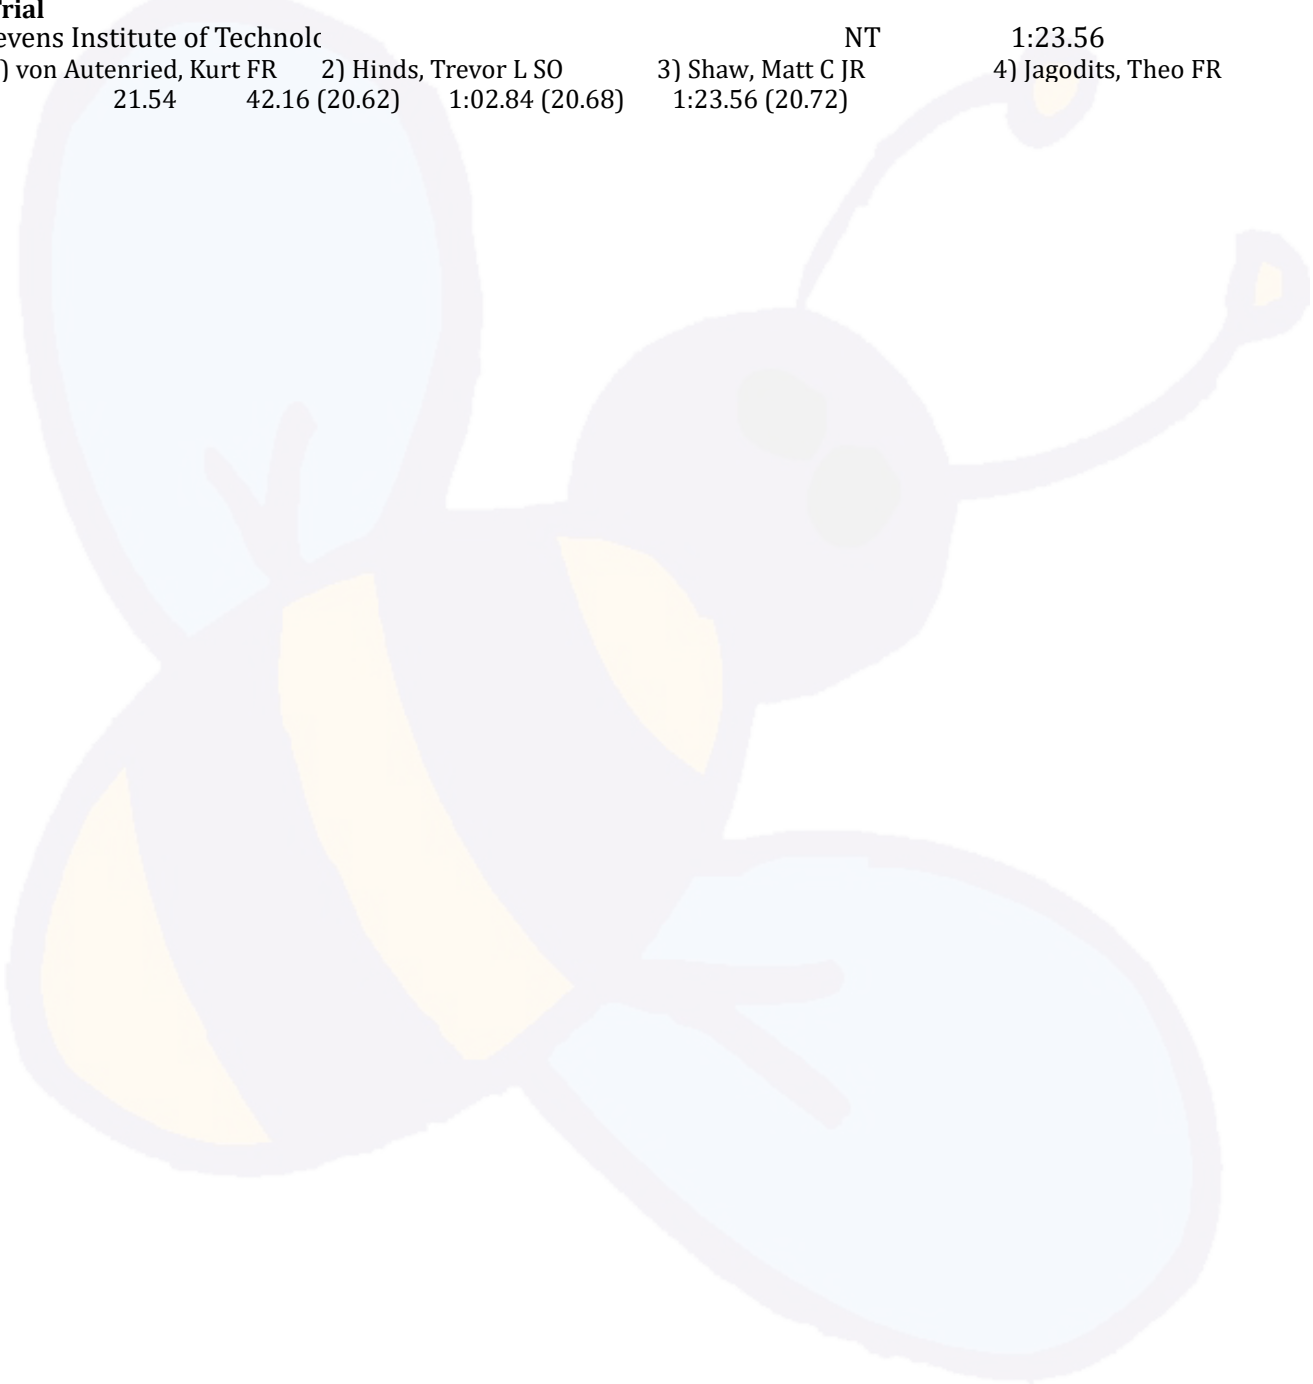 Trial
evens Institute of Technolo NT 1:23.56
) von Autenried, Kurt FR 2) Hinds, Trevor L SO 3) Shaw, Matt C JR 4) Jagodits, Theo FR
21.54 42.16 (20.62) 1:02.84 (20.68) 1:23.56 (20.72)